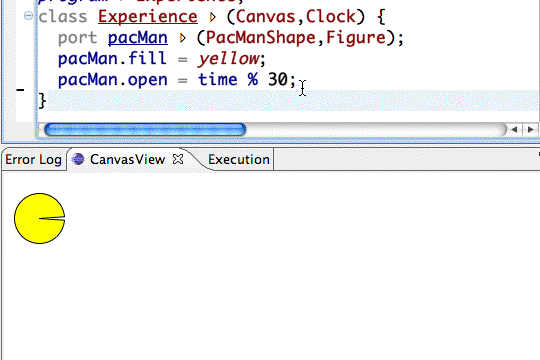 class Experience ▹ (Canvas,Clock) {
port pacMan ▹ (PacManShape,Figure);
pacMan.fill = yellow;
pacMan.open = time % 30;
}
Error Log CanvasView Execution